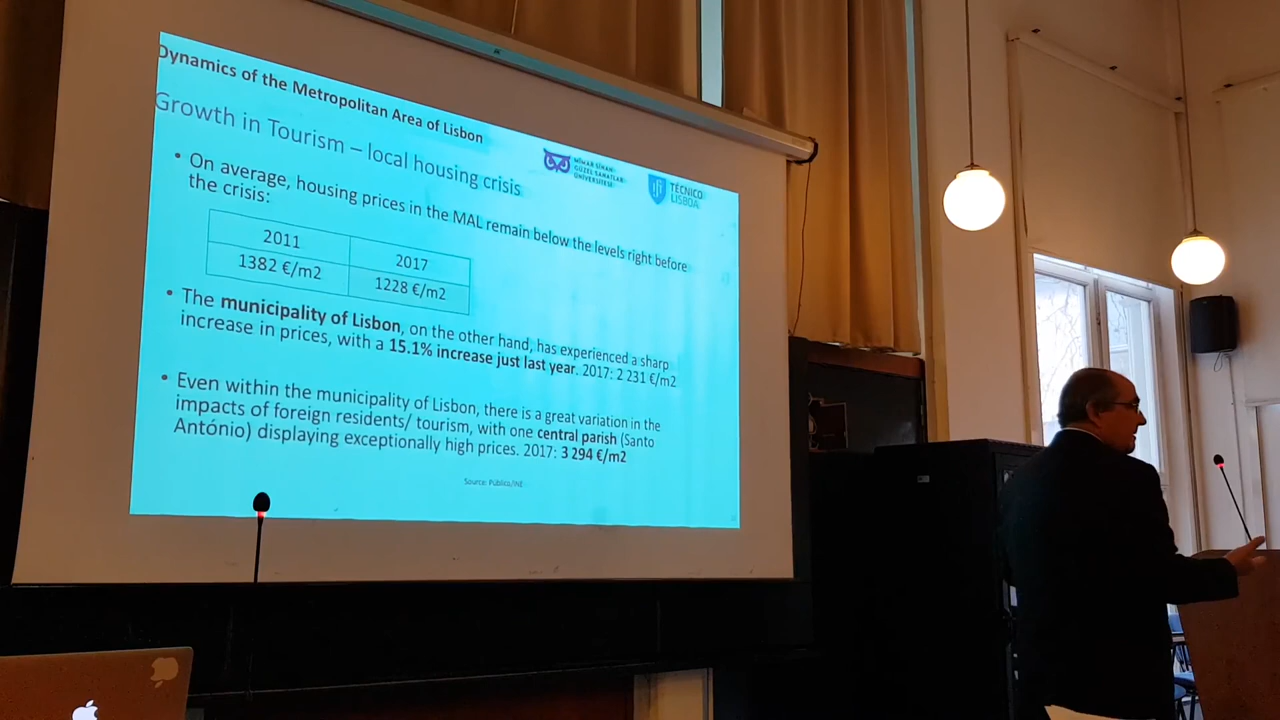 Dynamics of the Metropolitan Area of Lisbon
Growth in Tourism – local housing crisis
MİMAR SİNAN
GÜZEL SANATLAR
ÜNİVERSİTESİ
TÉCNICO
LISBOA
• On average, housing prices in the MAL remain below the levels right before
the crisis:
2011 2017
1382 €/m2 1228 €/m2
• The municipality of Lisbon, on the other hand, has experienced a sharp
increase in prices, with a 15.1% increase just last year. 2017: 2 231 €/m2
• Even within the municipality of Lisbon, there is a great variation in the
impacts of foreign residents/ tourism, with one central parish (Santo
António) displaying exceptionally high prices. 2017: 3 294 €/m2
Source: Público/INE